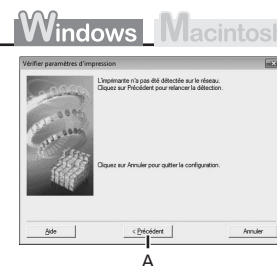 Windows Macintosh
Vérifier paramètres d'impression
L'imprimante n'a pas été détectée sur le réseau.
Cliquez sur Précédent pour relancer la détection.
Cliquez sur Annuler pour quitter la configuration.
Aide < Précédent Annuler
A